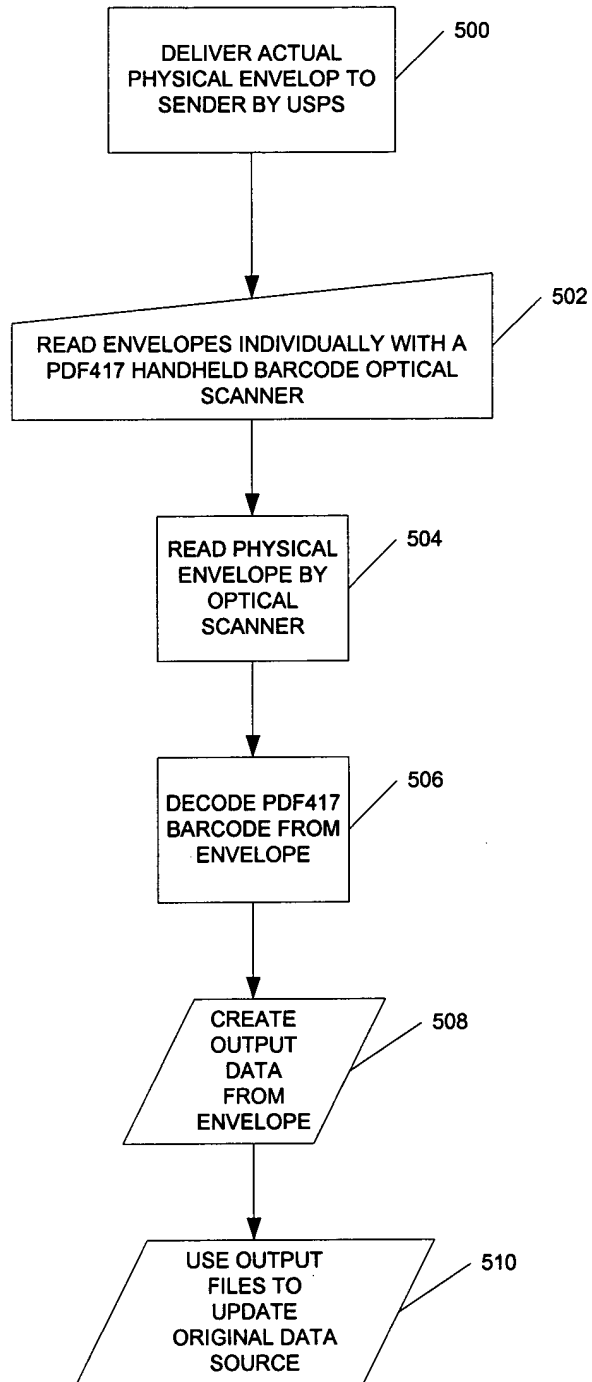 DELIVER ACTUAL
PHYSICAL ENVELOP TO
SENDER BY USPS
500
READ ENVELOPES INDIVIDUALLY WITH A
PDF417 HANDHELD BARCODE OPTICAL
SCANNER
502
READ PHYSICAL
ENVELOPE BY
OPTICAL
SCANNER
504
DECODE PDF417
BARCODE FROM
ENVELOPE
506
CREATE
OUTPUT
DATA
FROM
ENVELOPE
508
USE OUTPUT
FILES TO
UPDATE
ORIGINAL DATA
SOURCE
510